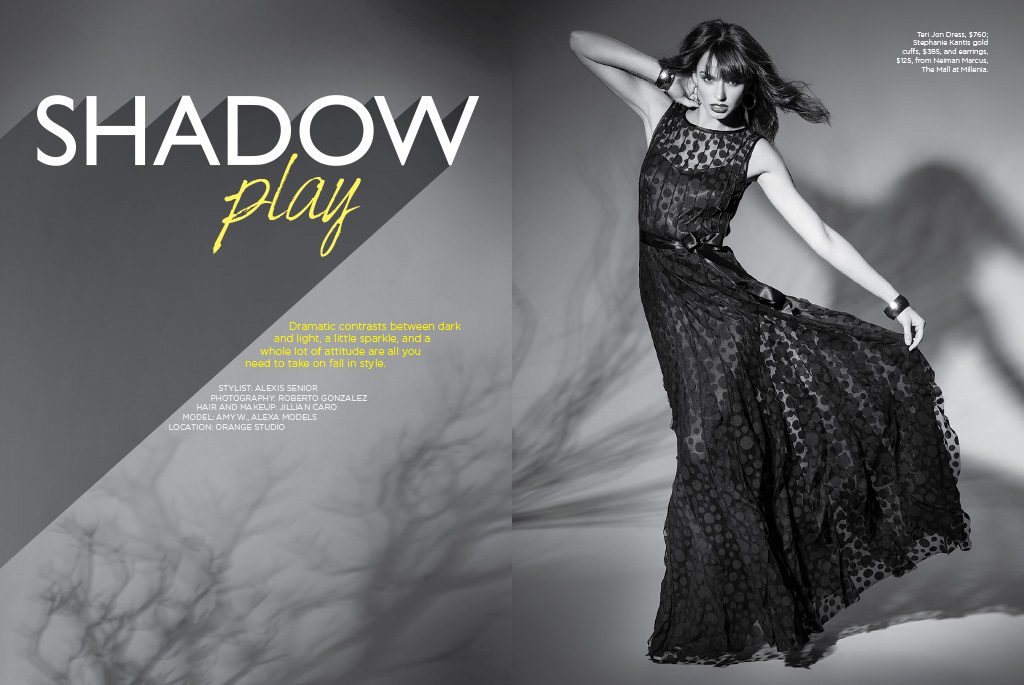 SHADOW
play
Dramatic contrasts between dark
and light, a little sparkle, and a
whole lot of attitude are all you
need to take on fall in style.
STYLIST: ALEXIS SENIOR
PHOTOGRAPHY: ROBERTO GONZALEZ
HAIR AND MAKEUP: JILLIAN CARO
MODEL: AMY W., ALEXA MODELS
LOCATION: ORANGE STUDIO
Teri Jon Dress, $760;
Stephanie Kantis gold
cuffs, $385, and earrings,
$125, from Neiman Marcus,
The Mall at Millenia.